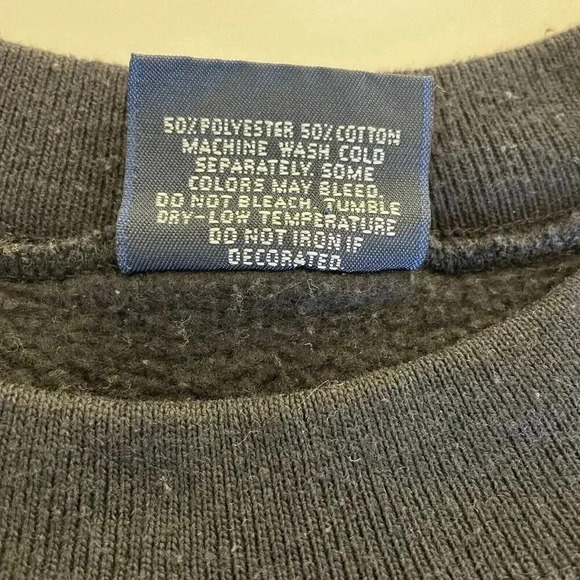 50% POLYESTER 50% COTTON
MACHINE WASH COLD
SEPARATELY, SOME
COLORS MAY BLEED.
DO NOT BLEACH, TUMBLE
DRY-LOW TEMPERATURE
DO NOT IRON IF
DECORATED.